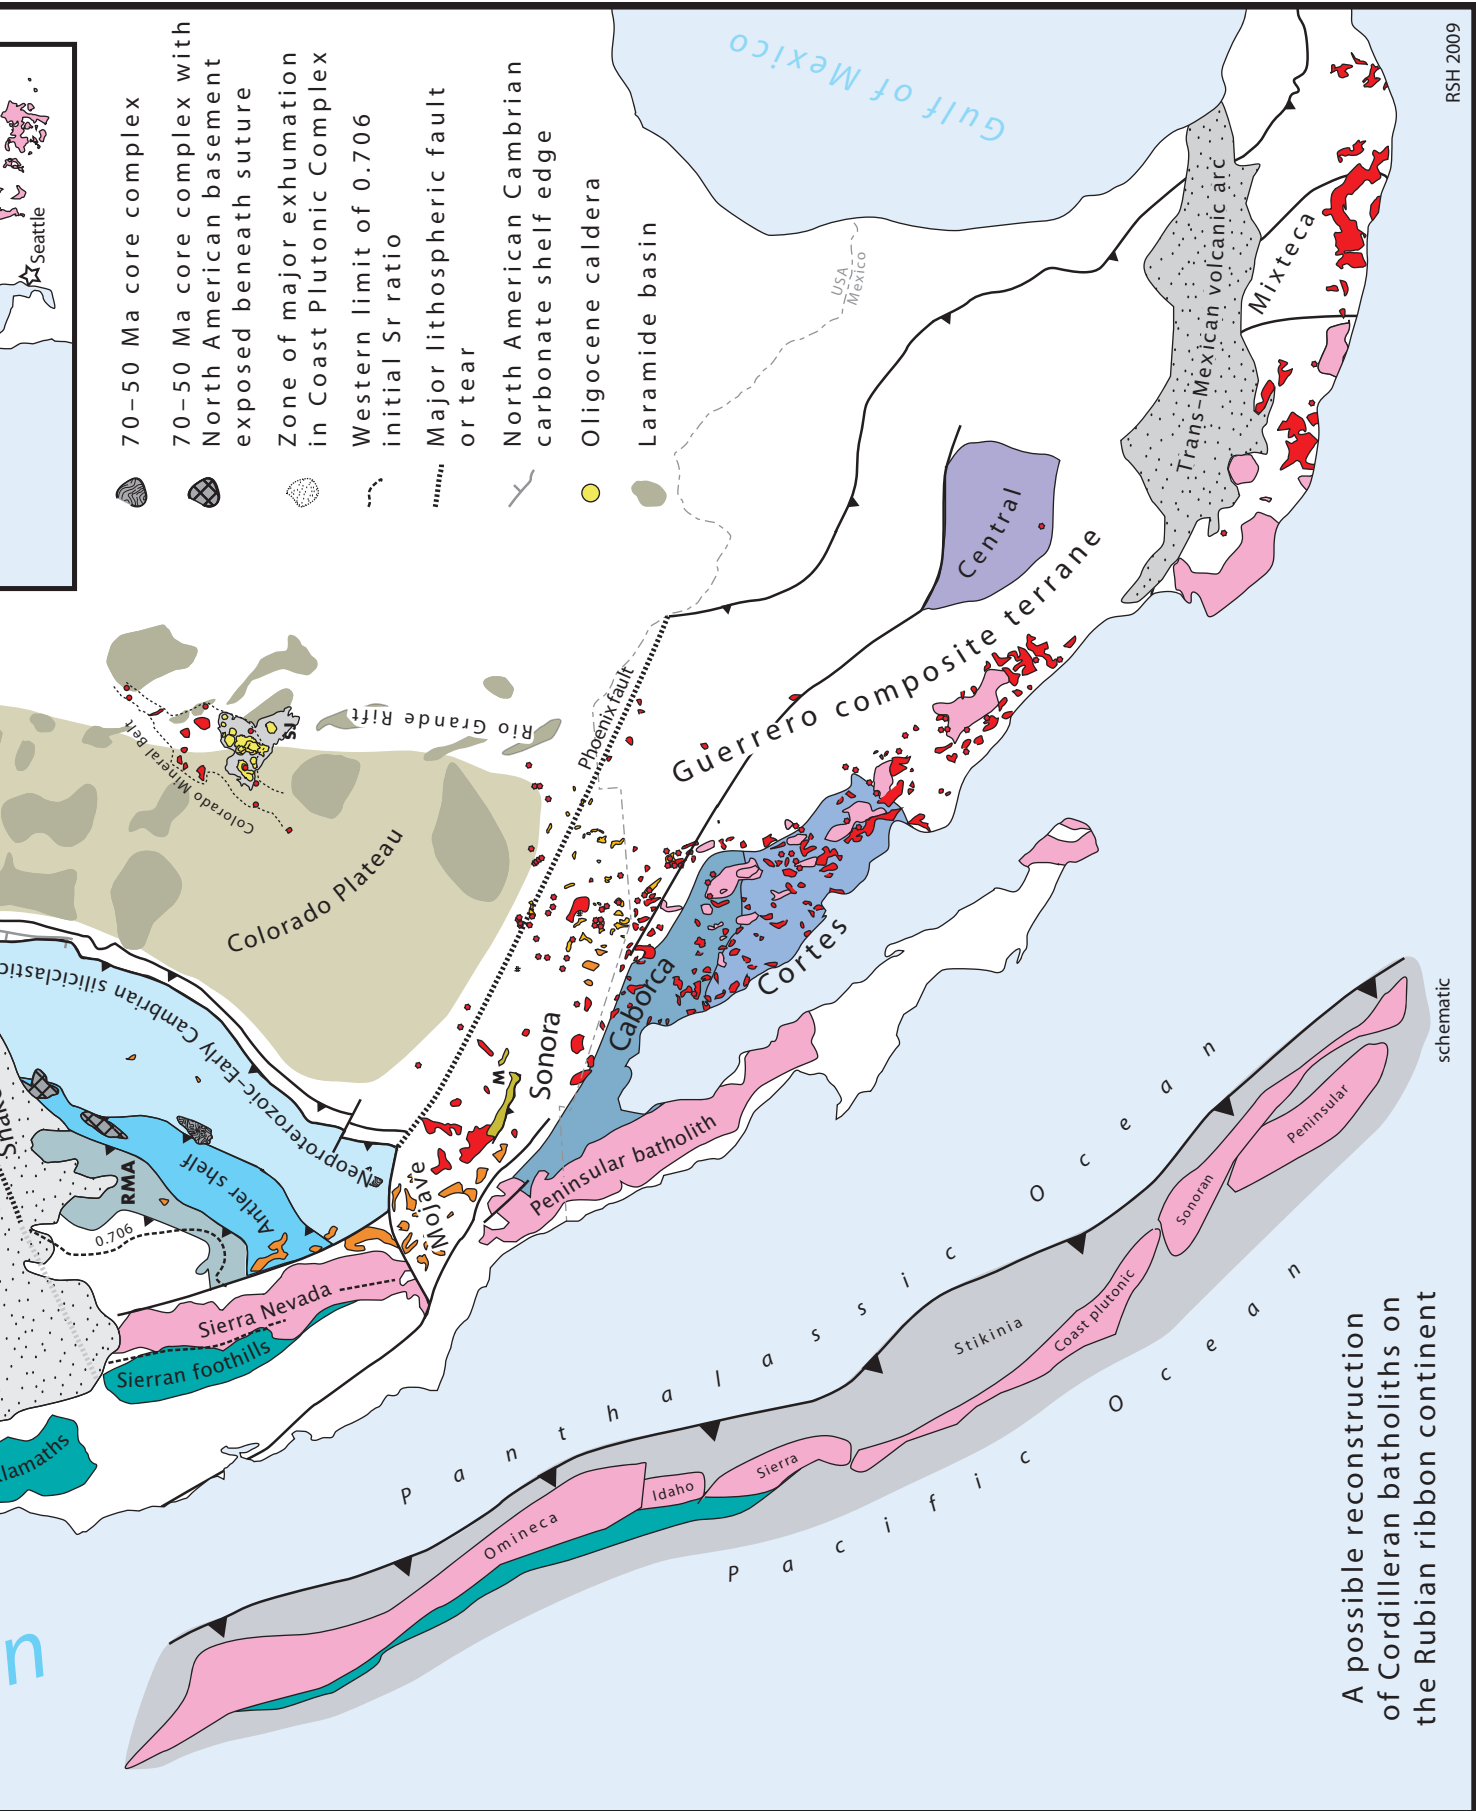 Seattle
70–50 Ma core complex
70–50 Ma core complex with
North American basement
exposed beneath suture
Zone of major exhumation
in Coast Plutonic Complex
Western limit of 0.706
initial Sr ratio
Major lithospheric fault
or tear
North American Cambrian
carbonate shelf edge
Oligocene caldera
Laramide basin
Gulf of Mexico
RSH 2009
USA
Mexico
Trans–Mexican volcanic arc
Mixteca
Central
Guerrero composite terrane
Phoenix fault
Rio Grande Rift
SJ
Colorado Mineral Belt
Colorado Plateau
Neoproterozoic–Early Cambrian siliciclastic
Antler shelf
RMA
0.706
Sierra Nevada
Sierran foothills
Mojave
M
Sonora
Caborca
Cortes
Peninsular batholith
Panthalassic Ocean
Pacific Ocean
Omineca
Idaho
Sierra
Stikinia
Coast plutonic
Sonoran
Peninsular
schematic
A possible reconstruction
of Cordilleran batholiths on
the Rubian ribbon continent